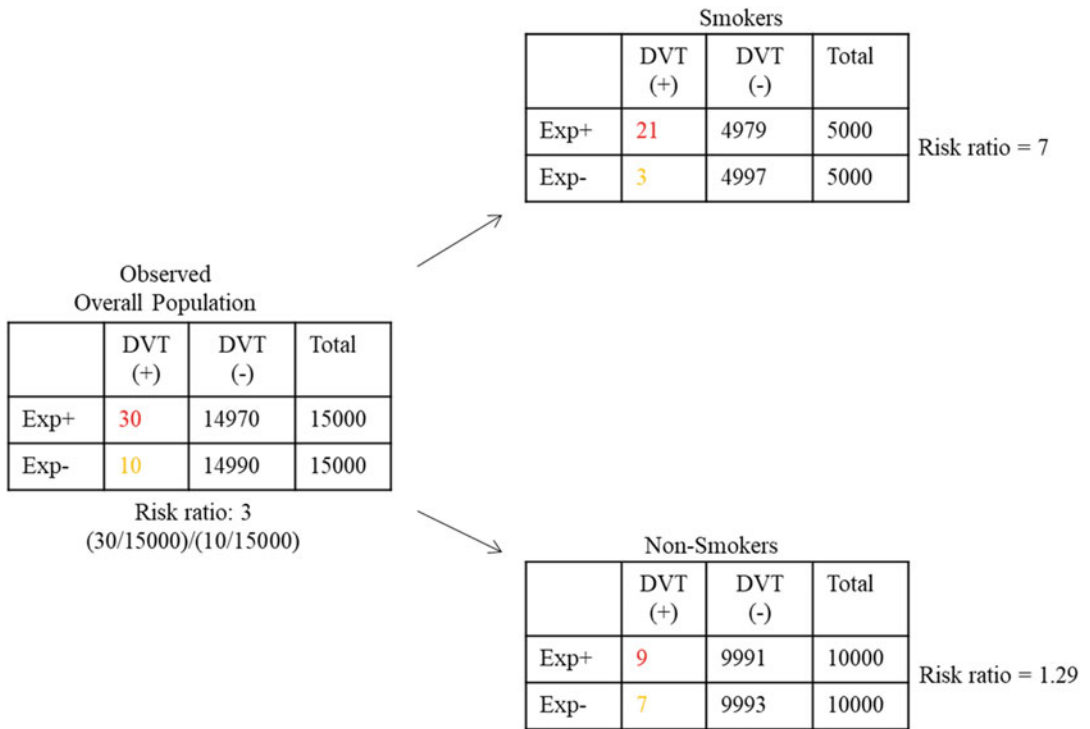 Smokers
DVT (+) DVT (-) Total
Exp+ 21 4979 5000
Exp- 3 4997 5000
Risk ratio = 7
Observed
Overall Population
DVT (+) DVT (-) Total
Exp+ 30 14970 15000
Exp- 10 14990 15000
Risk ratio: 3
(30/15000)/(10/15000)
Non-Smokers
DVT (+) DVT (-) Total
Exp+ 9 9991 10000
Exp- 7 9993 10000
Risk ratio = 1.29